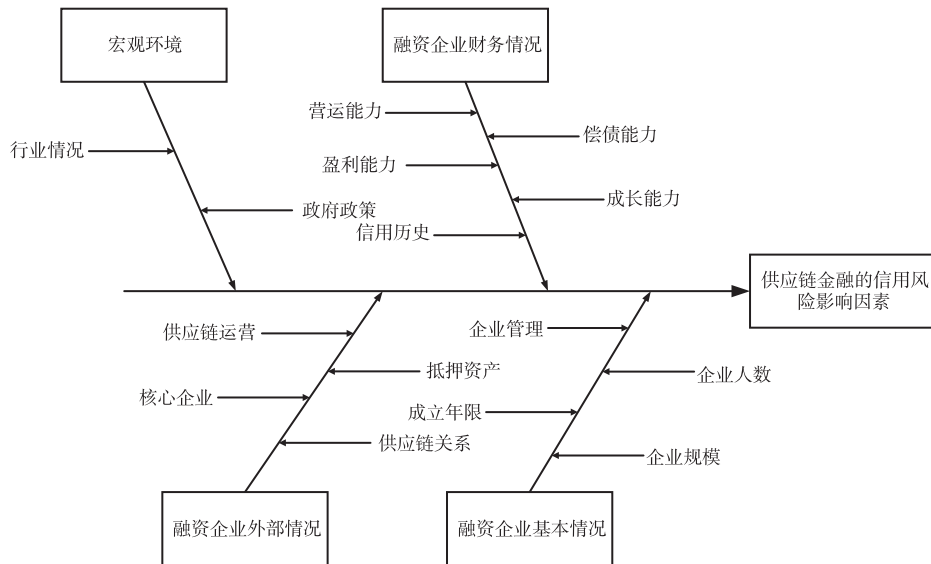 宏观环境
融资企业财务情况
营运能力
偿债能力
行业情况
盈利能力
成长能力
政府政策
信用历史
供应链金融的信用风
险影响因素
供应链运营
企业管理
抵押资产
企业人数
核心企业
成立年限
供应链关系
企业规模
融资企业外部情况
融资企业基本情况